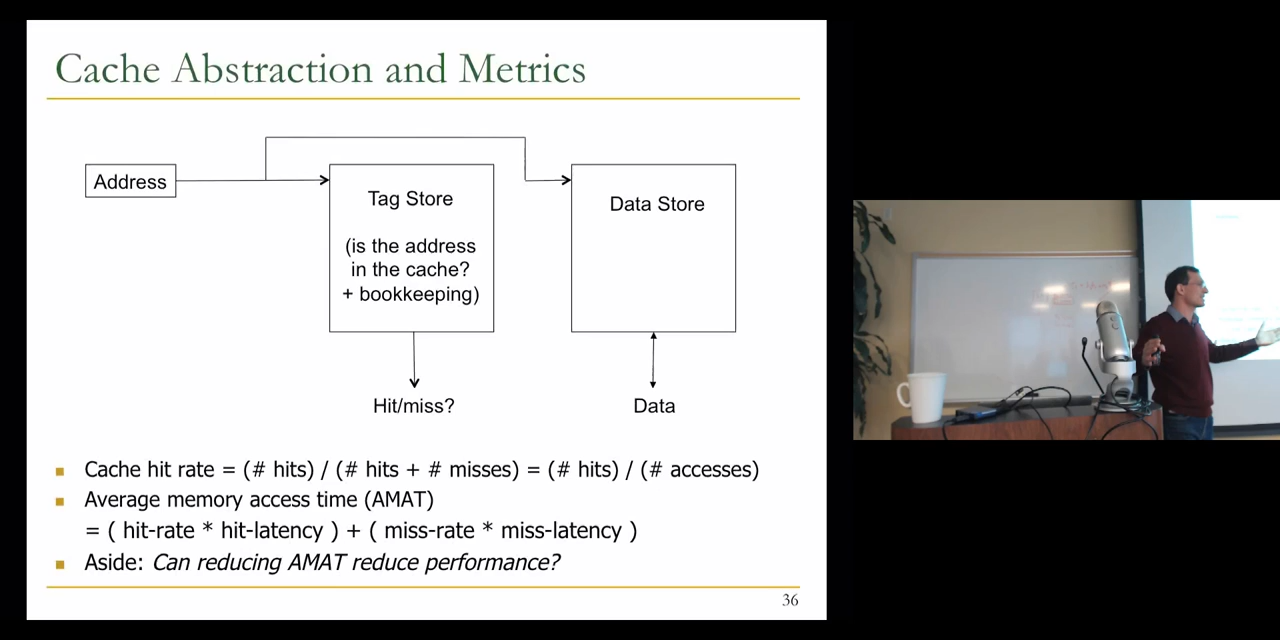 Cache Abstraction and Metrics
Address
Tag Store
(is the address
in the cache?
+ bookkeeping)
Data Store
Hit/miss?
Data
Cache hit rate = (# hits) / (# hits + # misses) = (# hits) / (# accesses)
Average memory access time (AMAT)
= ( hit-rate * hit-latency ) + ( miss-rate * miss-latency )
Aside: Can reducing AMAT reduce performance?
36